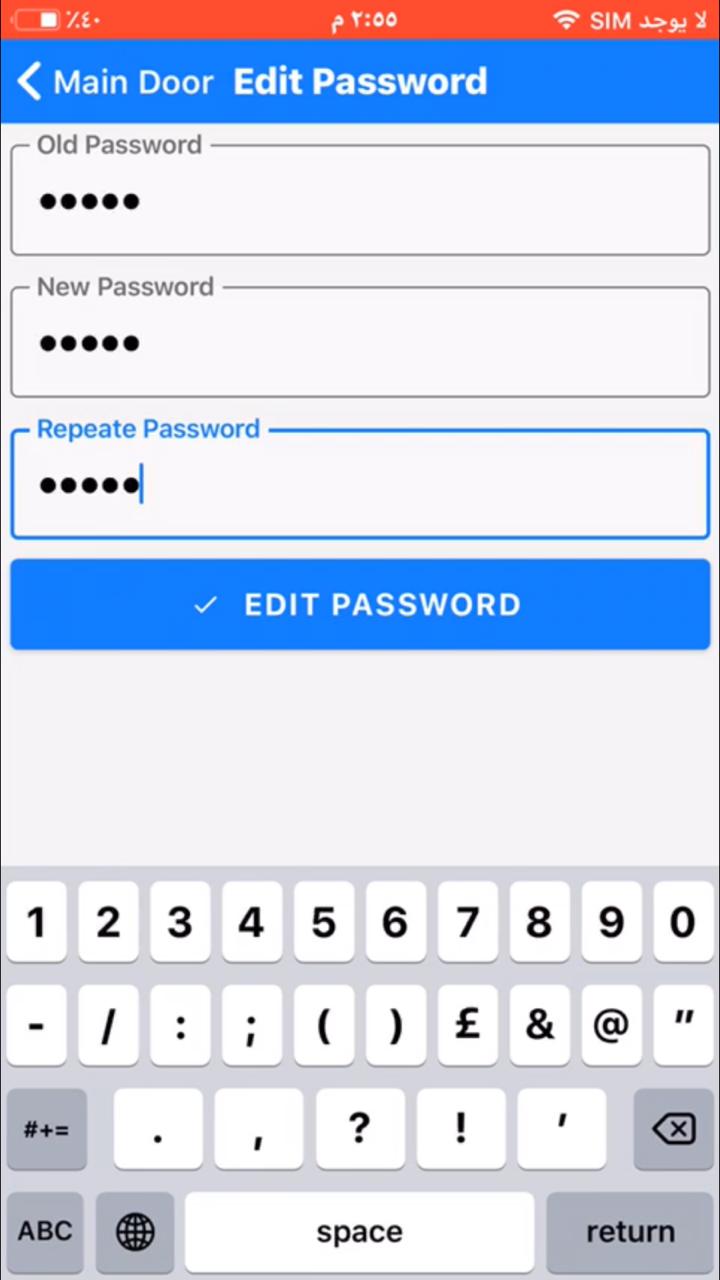 ٪٤٠ ٢:٥٥ م لا يوجد SIM
Main Door Edit Password
Old Password
•••••
New Password
•••••
Repeate Password
•••••
EDIT PASSWORD
1 2 3 4 5 6 7 8 9 0
- / : ; ( ) £ & @ "
#+= . , ? ! '
ABC space return